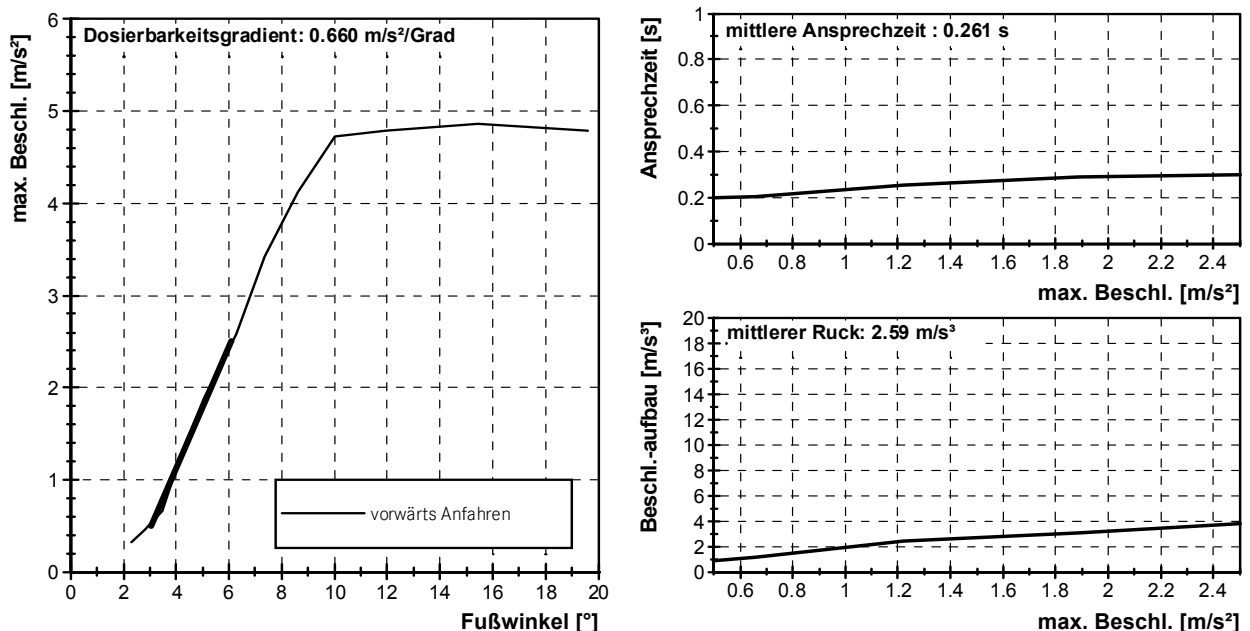 Dosierbarkeitsgradient: 0.660 m/s²/Grad
max. Beschl. [m/s²]
6
5
4
3
2
1
0
0 2 4 6 8 10 12 14 16 18 20
Fußwinkel [°]
vorwärts Anfahren
mittlere Ansprechzeit : 0.261 s
Ansprechzeit [s]
1
0.8
0.6
0.4
0.2
0
0.6 0.8 1 1.2 1.4 1.6 1.8 2 2.2 2.4
max. Beschl. [m/s²]
mittlerer Ruck: 2.59 m/s³
Beschl.-aufbau [m/s³]
20
18
16
14
12
10
8
6
4
2
0
0.6 0.8 1 1.2 1.4 1.6 1.8 2 2.2 2.4
max. Beschl. [m/s²]